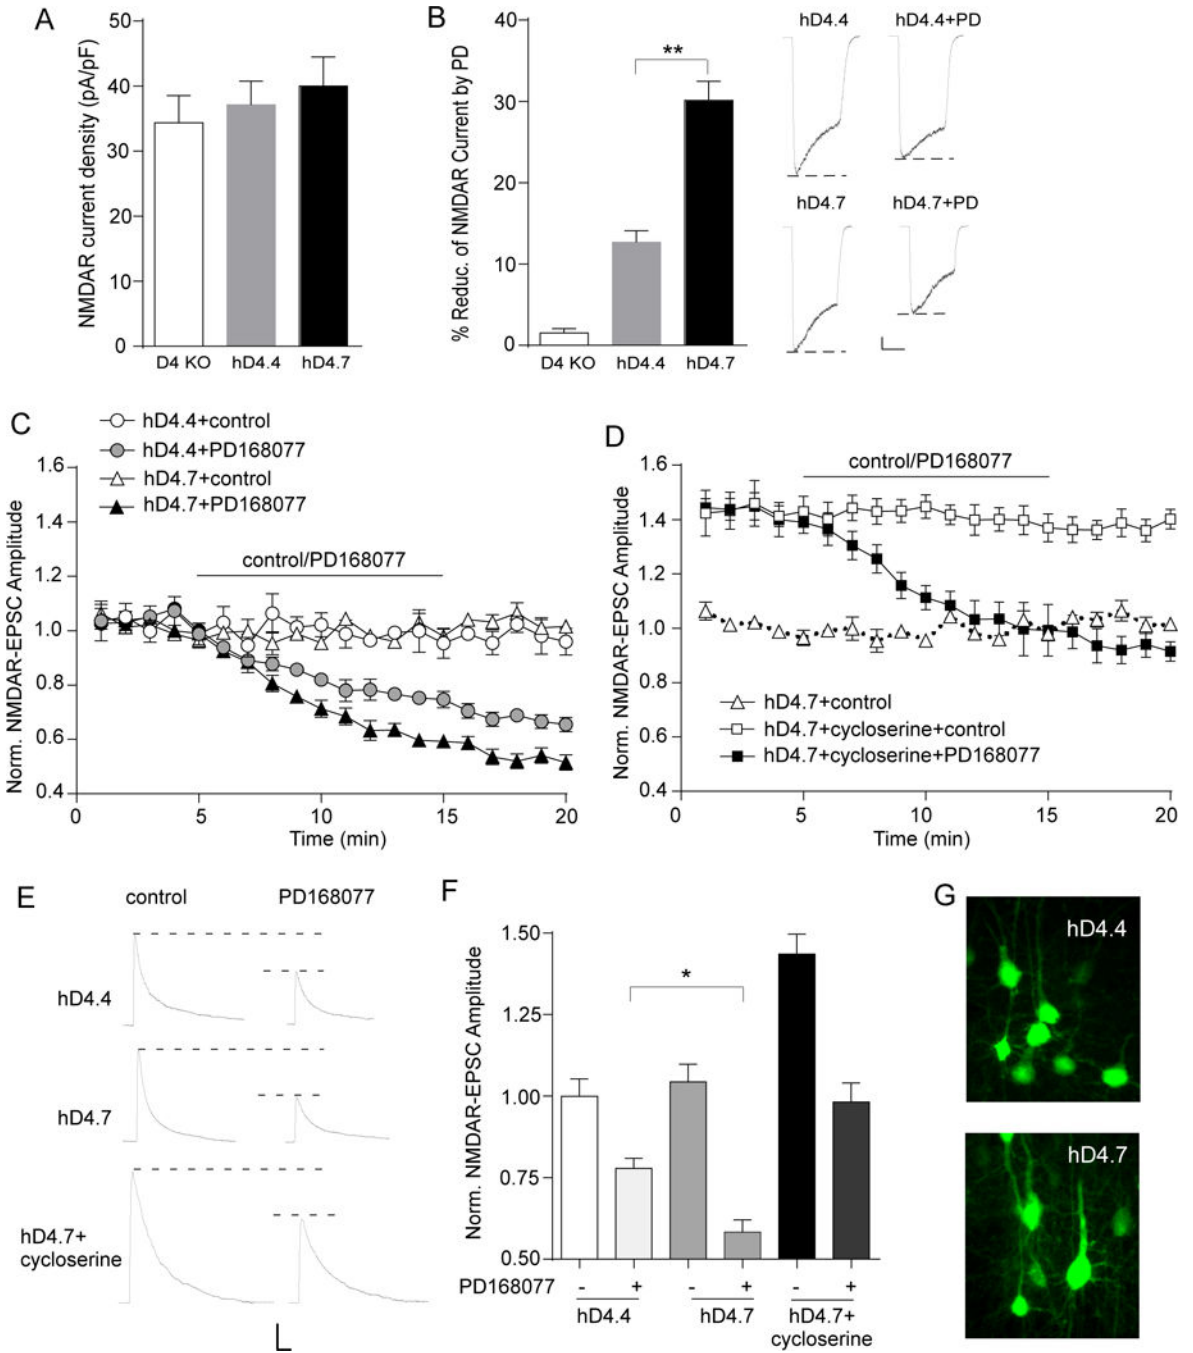 A
NMDAR current density (pA/pF)
50
40
30
20
10
0
D4 KO hD4.4 hD4.7
B
% Reduc. of NMDAR Current by PD
40
30
20
10
0
**
D4 KO hD4.4 hD4.7
hD4.4 hD4.4+PD
hD4.7 hD4.7+PD
C
hD4.4+control
hD4.4+PD168077
hD4.7+control
hD4.7+PD168077
Norm. NMDAR-EPSC Amplitude
1.6
1.4
1.2
1.0
0.8
0.6
0.4
control/PD168077
0 5 10 15 20
Time (min)
D
Norm. NMDAR-EPSC Amplitude
1.6
1.4
1.2
1.0
0.8
0.6
0.4
control/PD168077
hD4.7+control
hD4.7+cycloserine+control
hD4.7+cycloserine+PD168077
0 5 10 15 20
Time (min)
E
control PD168077
hD4.4
hD4.7
hD4.7+
cycloserine
F
Norm. NMDAR-EPSC Amplitude
1.50
1.25
1.00
0.75
0.50
*
PD168077 - + - + - +
hD4.4 hD4.7 hD4.7+
cycloserine
G
hD4.4
hD4.7